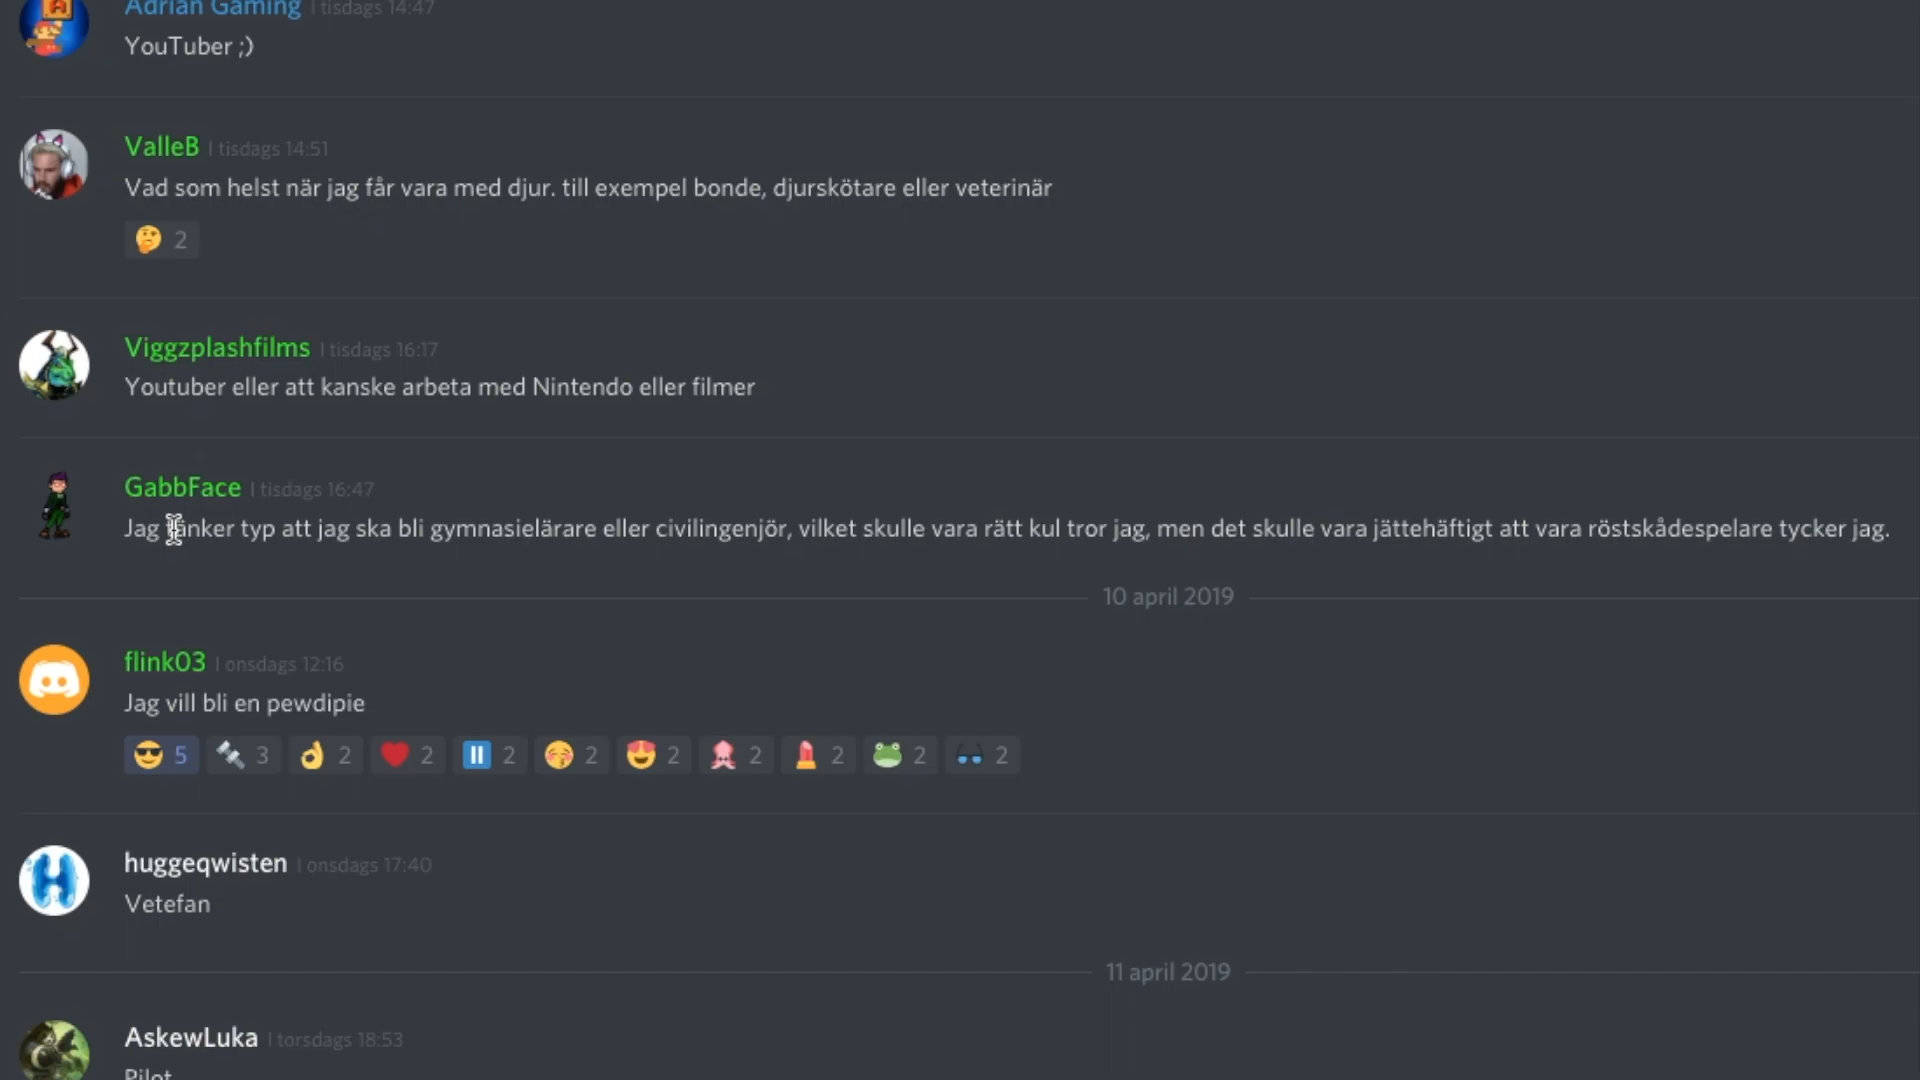 Adrian Gaming I tisdags 14:47
YouTuber ;)
ValleB I tisdags 14:51
Vad som helst när jag får vara med djur. till exempel bonde, djurskötare eller veterinär
2
Viggzplashfilms I tisdags 16:17
Youtuber eller att kanske arbeta med Nintendo eller filmer
GabbFace I tisdags 16:47
Jag tänker typ att jag ska bli gymnasielärare eller civilingenjör, vilket skulle vara rätt kul tror jag, men det skulle vara jättehäftigt att vara röstskådespelare tycker jag.
10 april 2019
flink03 I onsdags 12:16
Jag vill bli en pewdipie
5 3 2 2 2 2 2 2 2 2 2
huggeqwisten I onsdags 17:40
Vetefan
11 april 2019
AskewLuka I torsdags 18:53
Pilot